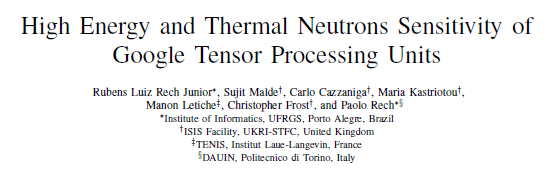 High Energy and Thermal Neutrons Sensitivity of
Google Tensor Processing Units
Rubens Luiz Rech Junior*, Sujit Malde†, Carlo Cazzaniga†, Maria Kastriotou†,
Manon Letiche‡, Christopher Frost†, and Paolo Rech*§
*Institute of Informatics, UFRGS, Porto Alegre, Brazil
†ISIS Facility, UKRI-STFC, United Kingdom
‡TENIS, Institut Laue-Langevin, France
§DAUIN, Politecnico di Torino, Italy